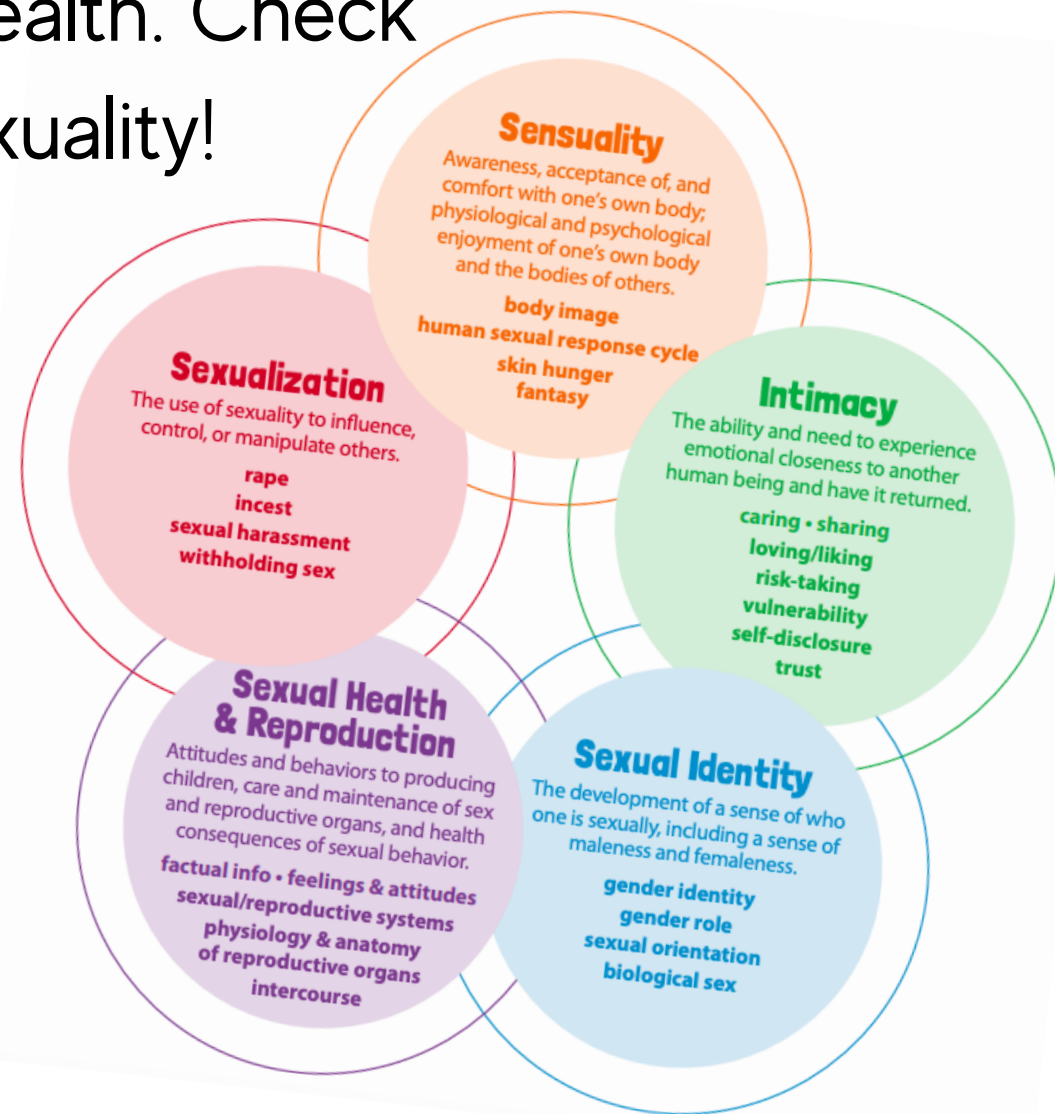 ealth. Check
xuality!
Sensuality
Awareness, acceptance of, and
comfort with one's own body;
physiological and psychological
enjoyment of one's own body
and the bodies of others.
body image
human sexual response cycle
skin hunger
fantasy
Sexualization
The use of sexuality to influence,
control, or manipulate others.
rape
incest
sexual harassment
withholding sex
Intimacy
The ability and need to experience
emotional closeness to another
human being and have it returned.
caring • sharing
loving/liking
risk-taking
vulnerability
self-disclosure
trust
Sexual Health
& Reproduction
Attitudes and behaviors to producing
children, care and maintenance of sex
and reproductive organs, and health
consequences of sexual behavior.
factual info • feelings & attitudes
sexual/reproductive systems
physiology & anatomy
of reproductive organs
intercourse
Sexual Identity
The development of a sense of who
one is sexually, including a sense of
maleness and femaleness.
gender identity
gender role
sexual orientation
biological sex